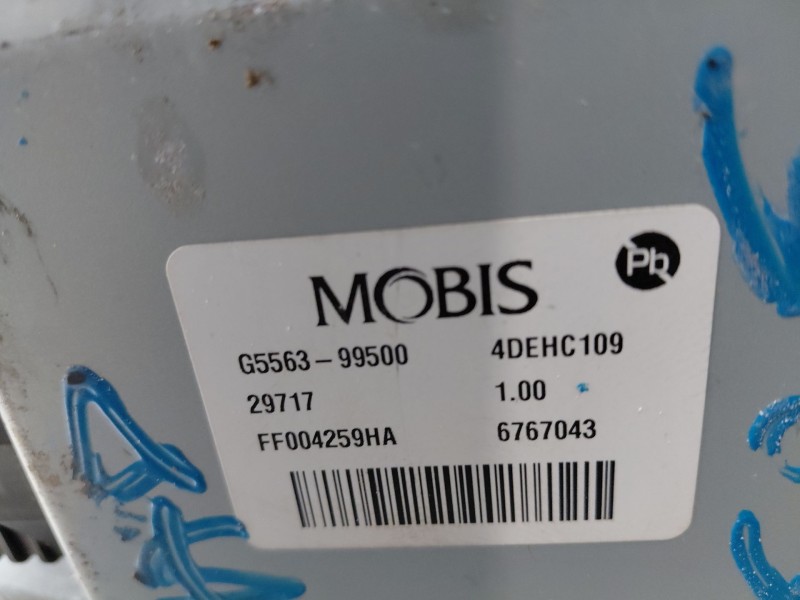 MOBIS
Pb
G5563-99500 4DEHC109
29717 1.00
FF004259HA 6767043